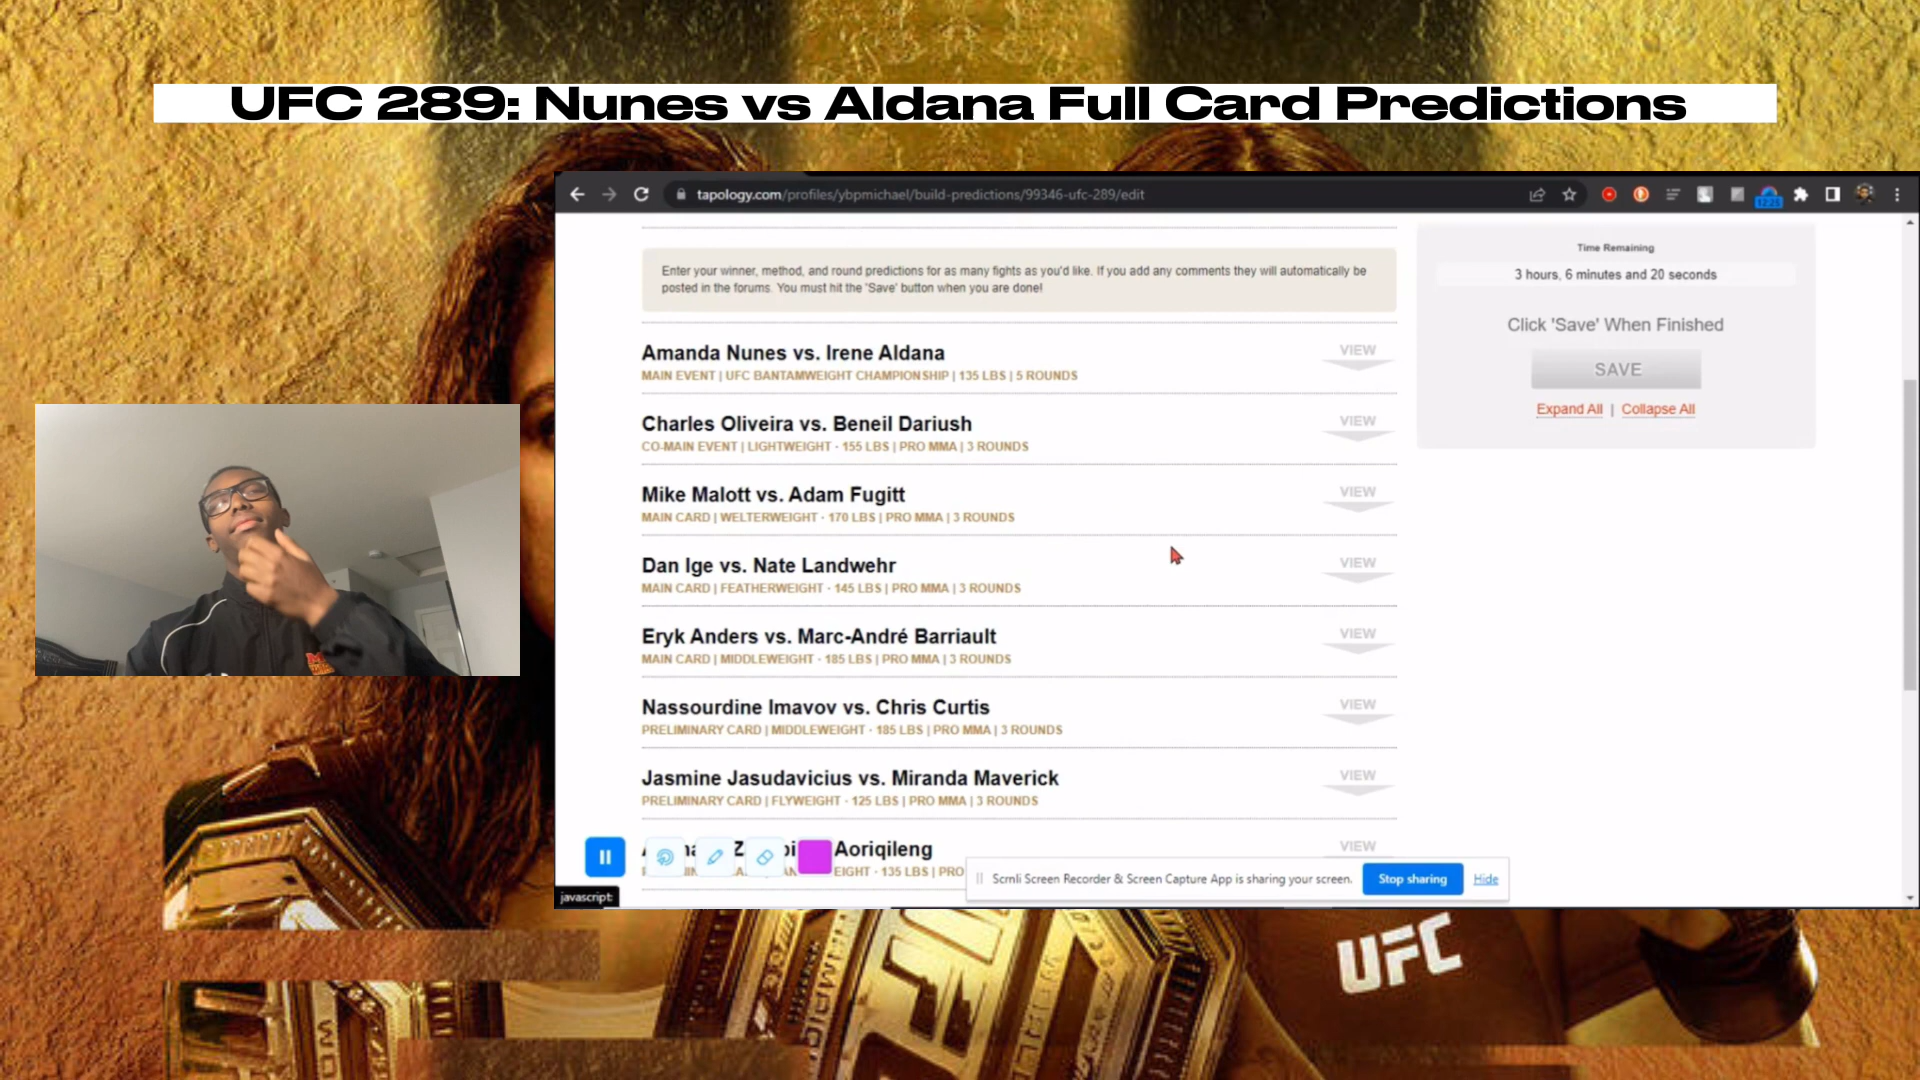 UFC 289: Nunes vs Aldana Full Card Predictions
tapology.com/profiles/ybpmichael/build-predictions/99346-ufc-289/edit
12:25
Enter your winner, method, and round predictions for as many fights as you'd like. If you add any comments they will automatically be
posted in the forums. You must hit the 'Save' button when you are done!
Time Remaining
3 hours, 6 minutes and 20 seconds
Click 'Save' When Finished
SAVE
Expand All | Collapse All
Amanda Nunes vs. Irene Aldana
VIEW
MAIN EVENT | UFC BANTAMWEIGHT CHAMPIONSHIP | 135 LBS | 5 ROUNDS
Charles Oliveira vs. Beneil Dariush
VIEW
CO-MAIN EVENT | LIGHTWEIGHT · 155 LBS | PRO MMA | 3 ROUNDS
Mike Malott vs. Adam Fugitt
VIEW
MAIN CARD | WELTERWEIGHT · 170 LBS | PRO MMA | 3 ROUNDS
Dan Ige vs. Nate Landwehr
VIEW
MAIN CARD | FEATHERWEIGHT · 145 LBS | PRO MMA | 3 ROUNDS
Eryk Anders vs. Marc-André Barriault
VIEW
MAIN CARD | MIDDLEWEIGHT · 185 LBS | PRO MMA | 3 ROUNDS
Nassourdine Imavov vs. Chris Curtis
VIEW
PRELIMINARY CARD | MIDDLEWEIGHT · 185 LBS | PRO MMA | 3 ROUNDS
Jasmine Jasudavicius vs. Miranda Maverick
VIEW
PRELIMINARY CARD | FLYWEIGHT · 125 LBS | PRO MMA | 3 ROUNDS
Aoriqileng
VIEW
EIGHT · 135 LBS | PRO
Scrnli Screen Recorder & Screen Capture App is sharing your screen.
Stop sharing
Hide
javascript:
UFC